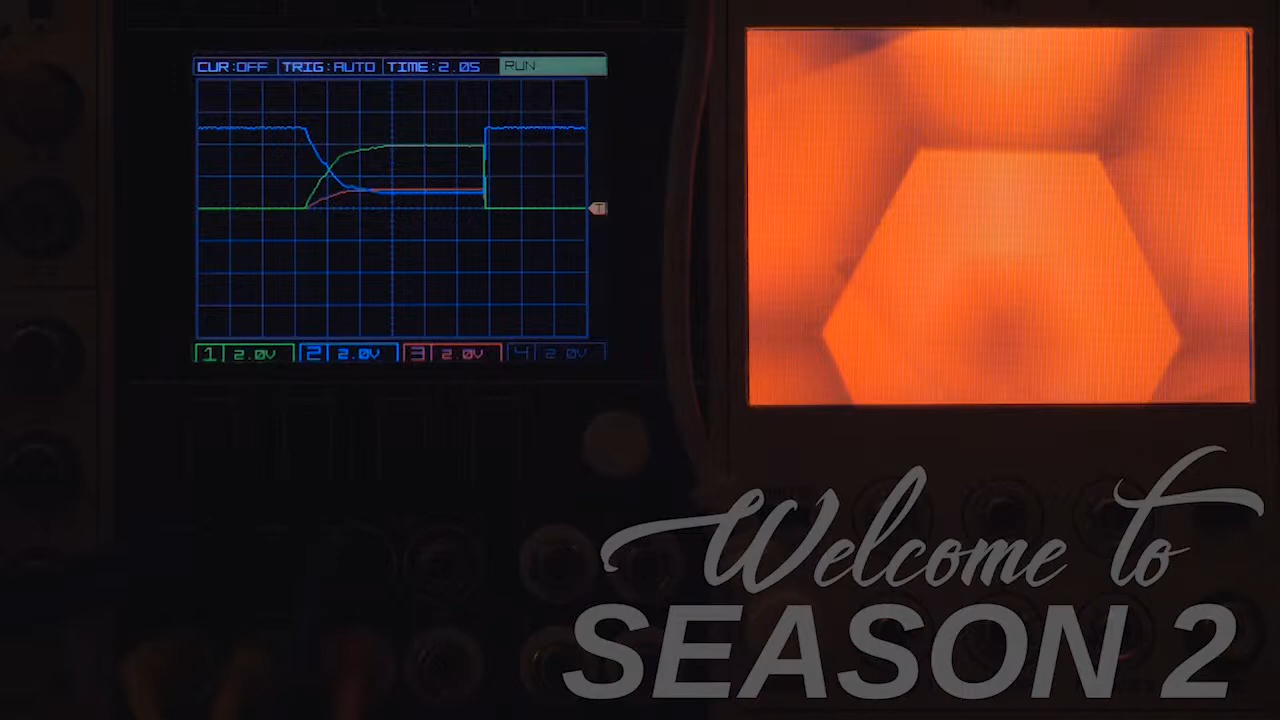 CUR:OFF TRIG:AUTO TIME:2.0S RUN
T
1 2.0V 2 2.0V 3 2.0V 4 2.0V
Welcome to
SEASON 2